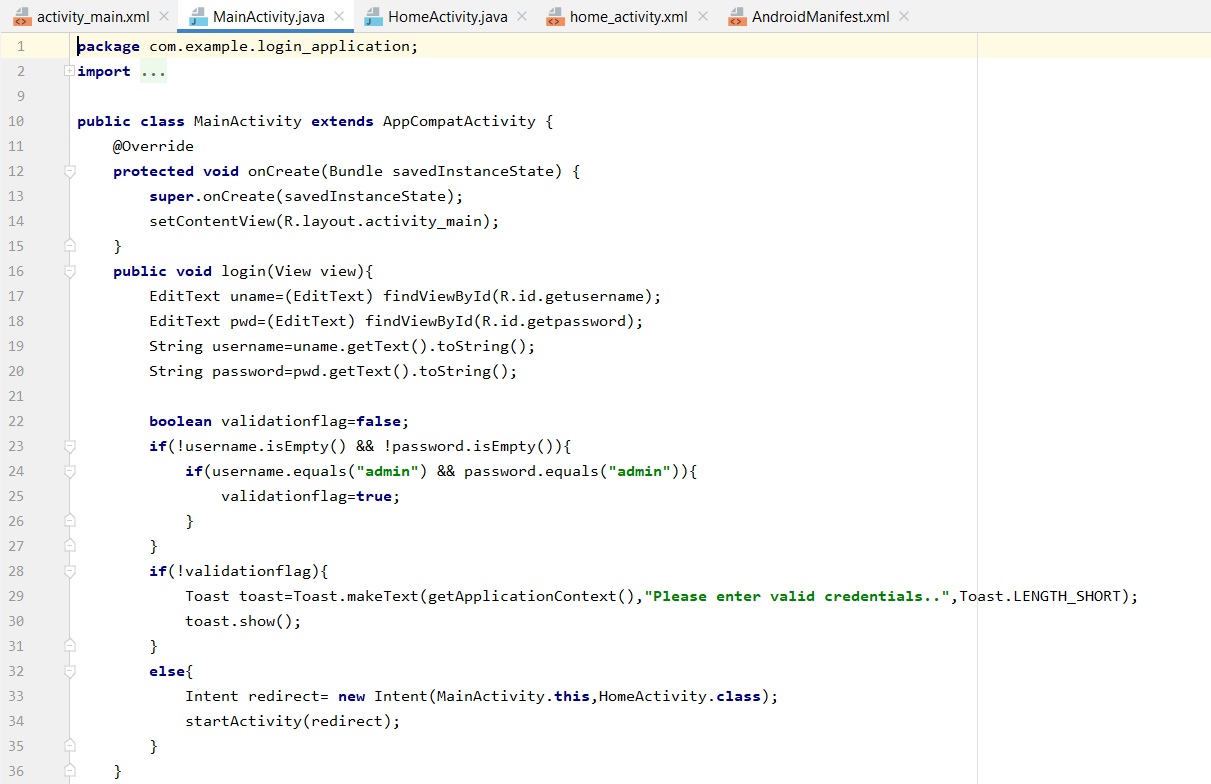 activity_main.xml MainActivity.java HomeActivity.java home_activity.xml AndroidManifest.xml
1 package com.example.login_application;
2 import ...
9
10 public class MainActivity extends AppCompatActivity {
11     @Override
12     protected void onCreate(Bundle savedInstanceState) {
13         super.onCreate(savedInstanceState);
14         setContentView(R.layout.activity_main);
15     }
16     public void login(View view){
17         EditText uname=(EditText) findViewById(R.id.getusername);
18         EditText pwd=(EditText) findViewById(R.id.getpassword);
19         String username=uname.getText().toString();
20         String password=pwd.getText().toString();
21
22         boolean validationflag=false;
23         if(!username.isEmpty() && !password.isEmpty()){
24             if(username.equals("admin") && password.equals("admin")){
25                 validationflag=true;
26             }
27         }
28         if(!validationflag){
29             Toast toast=Toast.makeText(getApplicationContext(),"Please enter valid credentials..",Toast.LENGTH_SHORT);
30             toast.show();
31         }
32         else{
33             Intent redirect= new Intent(MainActivity.this,HomeActivity.class);
34             startActivity(redirect);
35         }
36     }